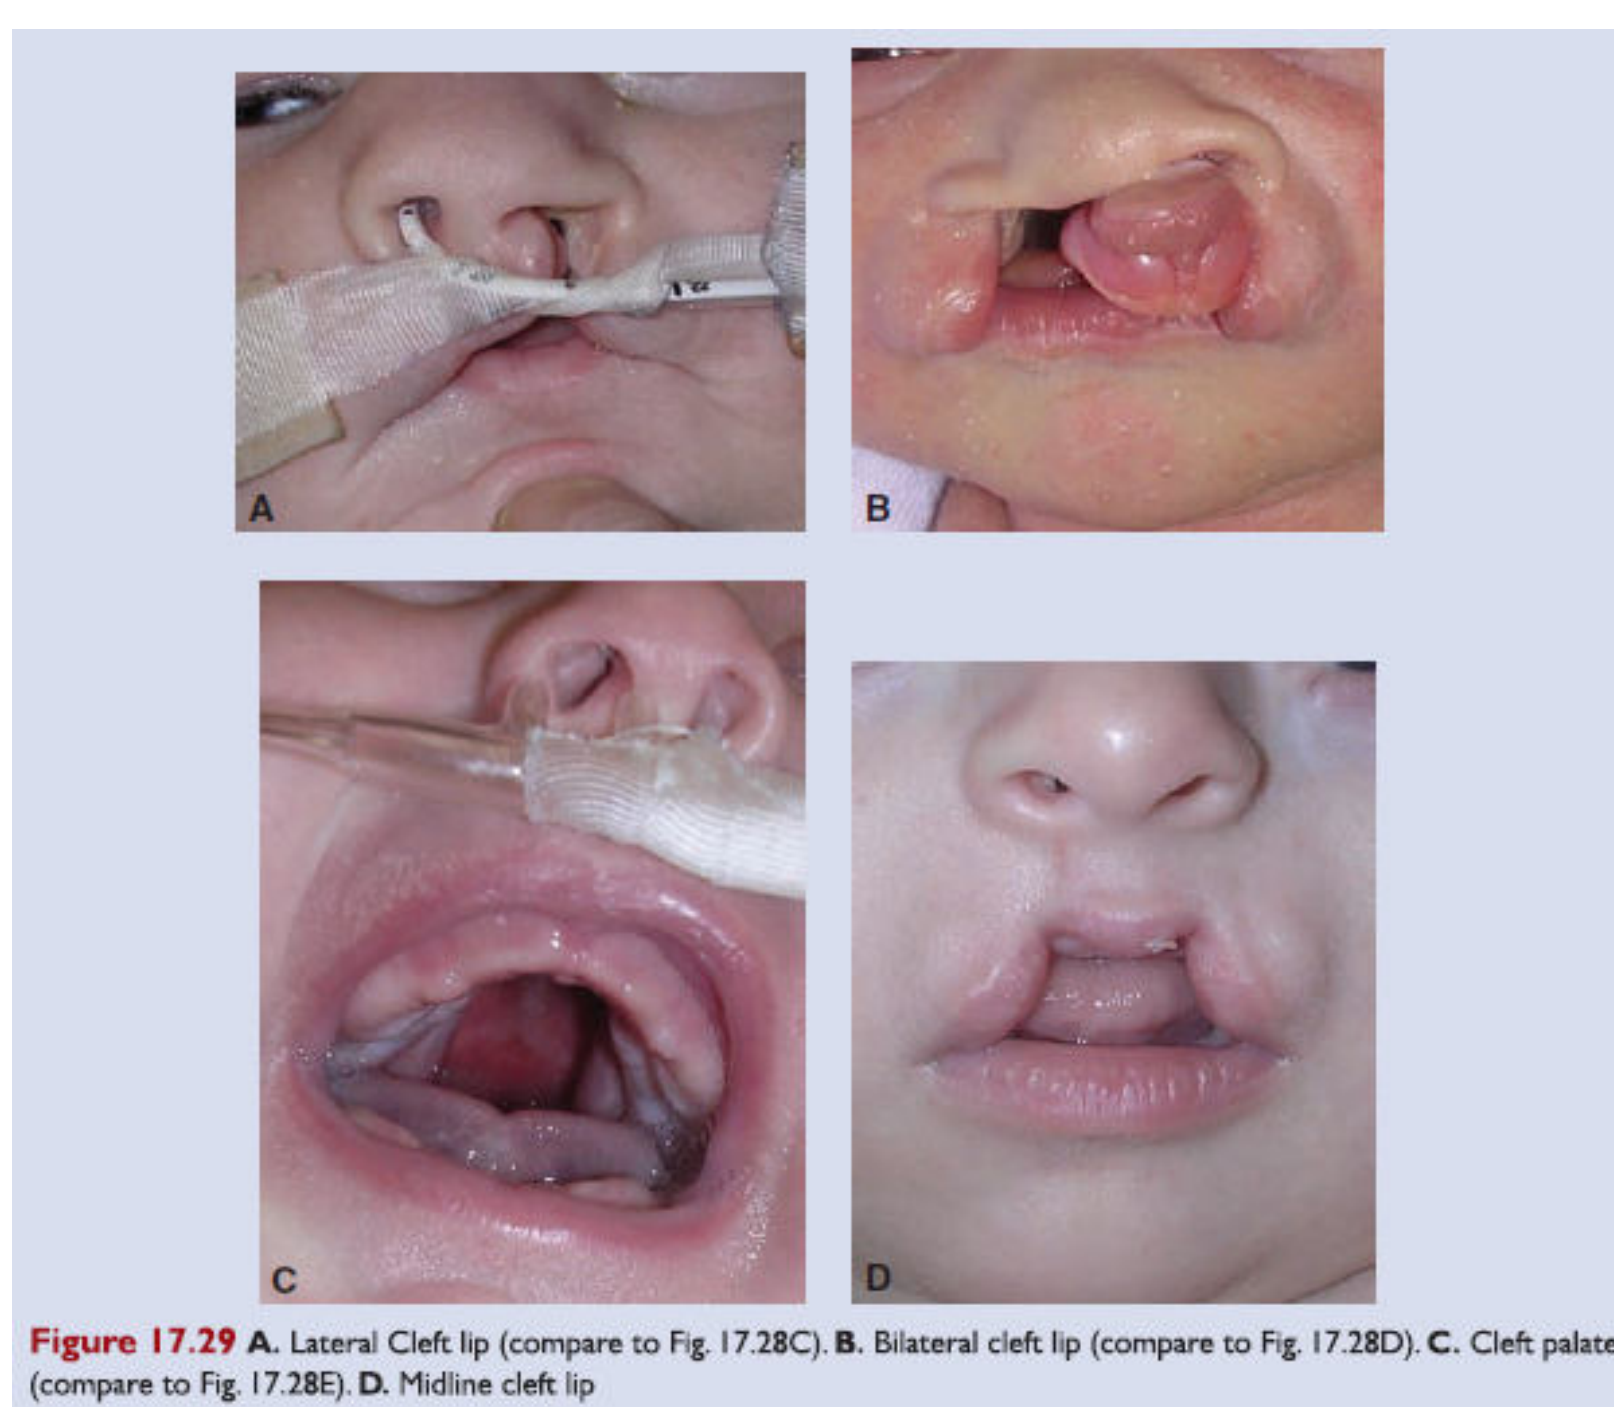 A
B
C
D
Figure 17.29 A. Lateral Cleft lip (compare to Fig. 17.28C). B. Bilateral cleft lip (compare to Fig. 17.28D). C. Cleft palate
(compare to Fig. 17.28E). D. Midline cleft lip